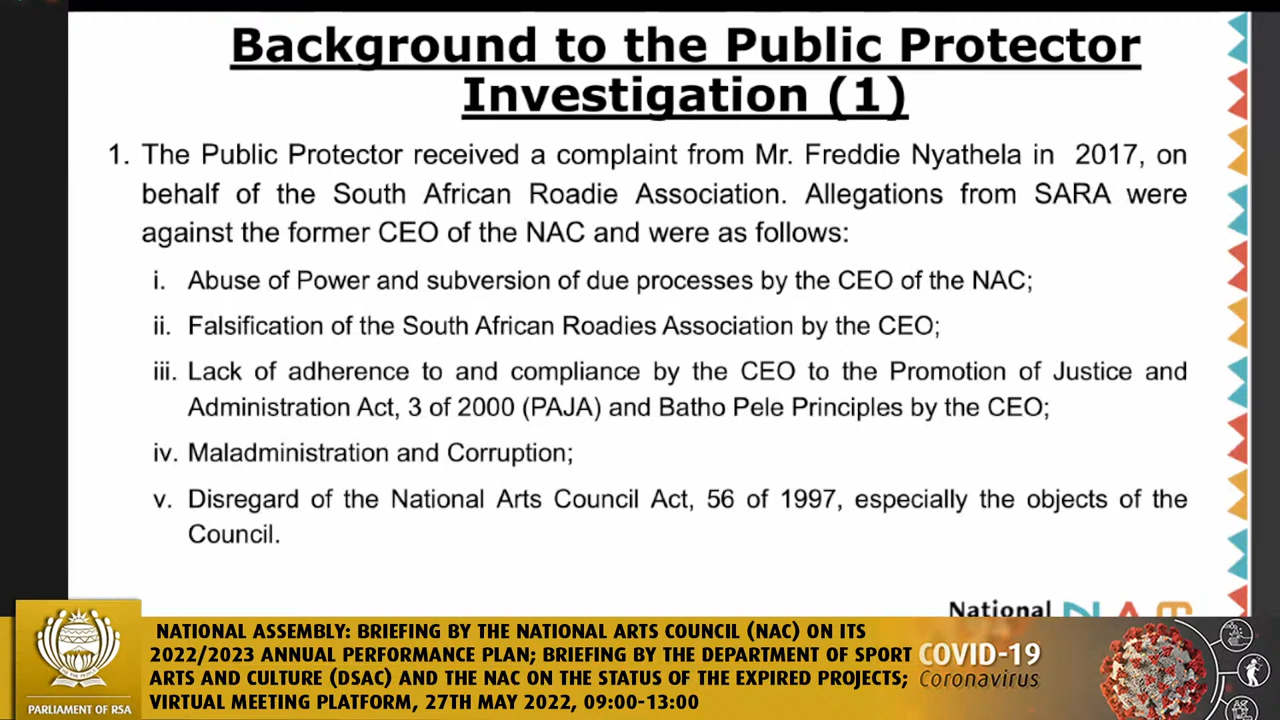 Background to the Public Protector
Investigation (1)
1. The Public Protector received a complaint from Mr. Freddie Nyathela in 2017, on
behalf of the South African Roadie Association. Allegations from SARA were
against the former CEO of the NAC and were as follows:
i. Abuse of Power and subversion of due processes by the CEO of the NAC;
ii. Falsification of the South African Roadies Association by the CEO;
iii. Lack of adherence to and compliance by the CEO to the Promotion of Justice and
Administration Act, 3 of 2000 (PAJA) and Batho Pele Principles by the CEO;
iv. Maladministration and Corruption;
v. Disregard of the National Arts Council Act, 56 of 1997, especially the objects of the
Council.
National
NATIONAL ASSEMBLY: BRIEFING BY THE NATIONAL ARTS COUNCIL (NAC) ON ITS
2022/2023 ANNUAL PERFORMANCE PLAN; BRIEFING BY THE DEPARTMENT OF SPORT
ARTS AND CULTURE (DSAC) AND THE NAC ON THE STATUS OF THE EXPIRED PROJECTS;
VIRTUAL MEETING PLATFORM, 27TH MAY 2022, 09:00-13:00
PARLIAMENT OF RSA
COVID-19
Coronavirus